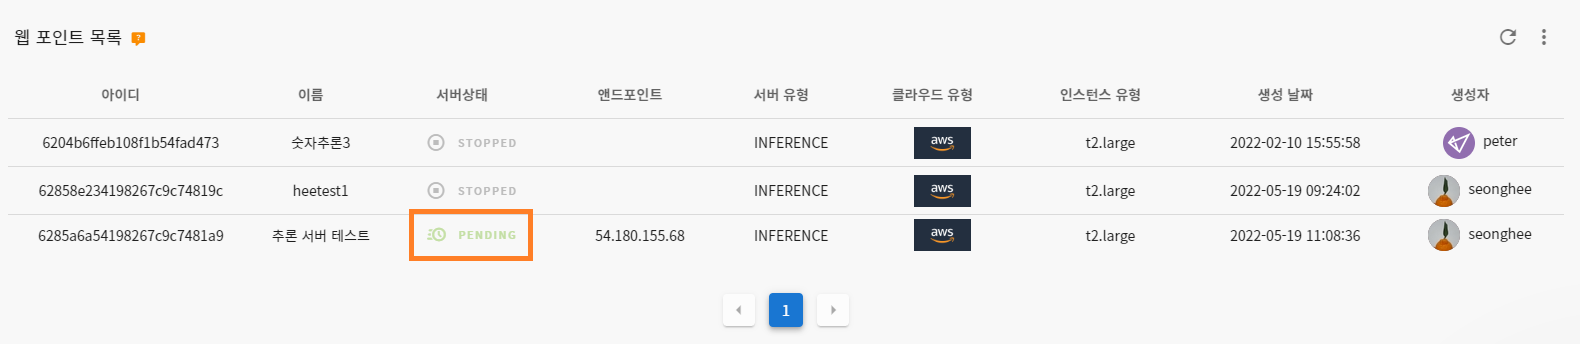 웹 포인트 목록 ?
아이디 이름 서버상태 앤드포인트 서버 유형 클라우드 유형 인스턴스 유형 생성 날짜 생성자
6204b6ffeb108f1b54fad473 숫자추론3 STOPPED INFERENCE aws t2.large 2022-02-10 15:55:58 peter
62858e234198267c9c74819c heetest1 STOPPED INFERENCE aws t2.large 2022-05-19 09:24:02 seonghee
6285a6a54198267c9c7481a9 추론 서버 테스트 PENDING 54.180.155.68 INFERENCE aws t2.large 2022-05-19 11:08:36 seonghee
1